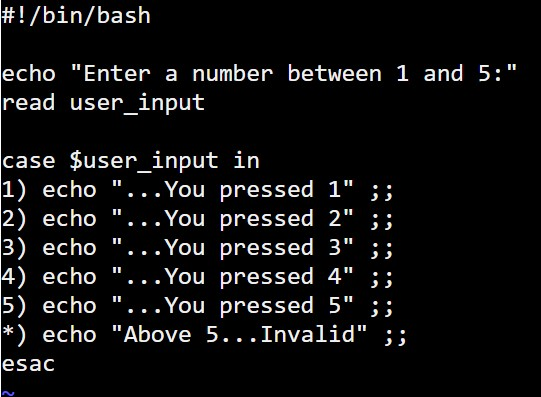 #!/bin/bash
echo "Enter a number between 1 and 5:"
read user_input
case $user_input in
1) echo "...You pressed 1" ;;
2) echo "...You pressed 2" ;;
3) echo "...You pressed 3" ;;
4) echo "...You pressed 4" ;;
5) echo "...You pressed 5" ;;
*) echo "Above 5...Invalid" ;;
esac
~